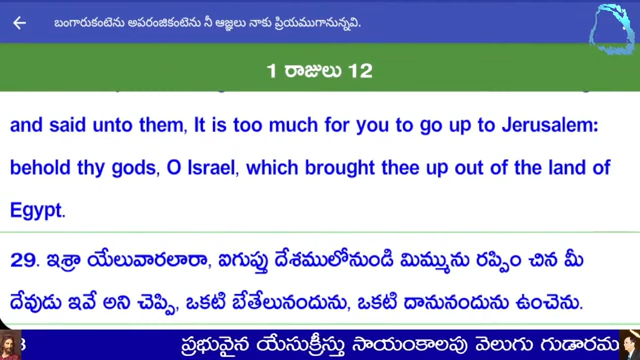 బంగారుకంటెను అపరంజికంటెను నీ ఆజ్ఞలు నాకు ప్రియముగానున్నవి.
1 రాజులు 12
and said unto them, It is too much for you to go up to Jerusalem:
behold thy gods, O Israel, which brought thee up out of the land of
Egypt.
29. ఇశ్రా యేలువారలారా, ఐగుప్తు దేశములోనుండి మిమ్మును రప్పిం చిన మీ
దేవుడు ఇవే అని చెప్పి, ఒకటి బేతేలునందును, ఒకటి దానునందును ఉంచెను.
ప్రభువైన యేసుక్రీస్తు సాయంకాలపు వెలుగు గుడారమ